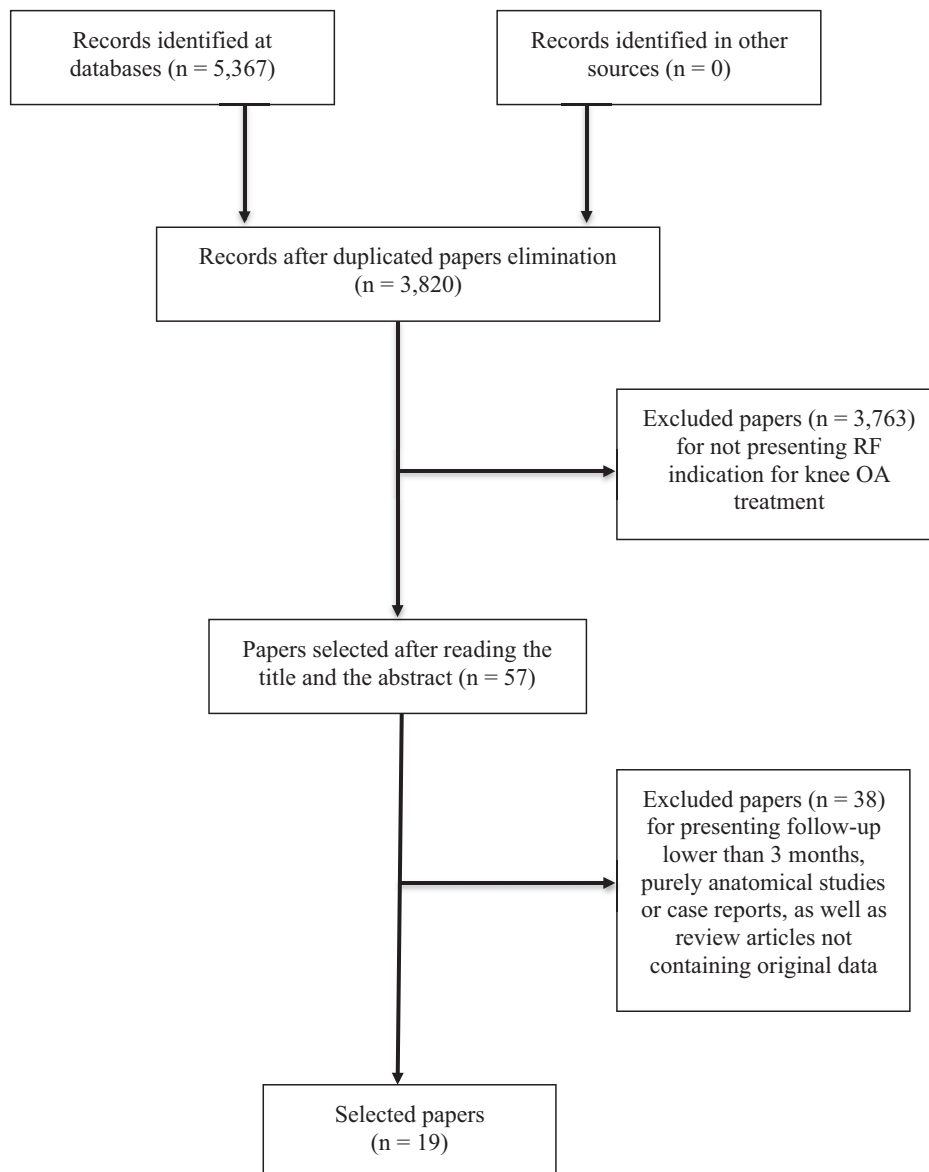 Records identified at
databases (n = 5,367)
Records identified in other
sources (n = 0)
Records after duplicated papers elimination
(n = 3,820)
Excluded papers (n = 3,763)
for not presenting RF
indication for knee OA
treatment
Papers selected after reading the
title and the abstract (n = 57)
Excluded papers (n = 38)
for presenting follow-up
lower than 3 months,
purely anatomical studies
or case reports, as well as
review articles not
containing original data
Selected papers
(n = 19)